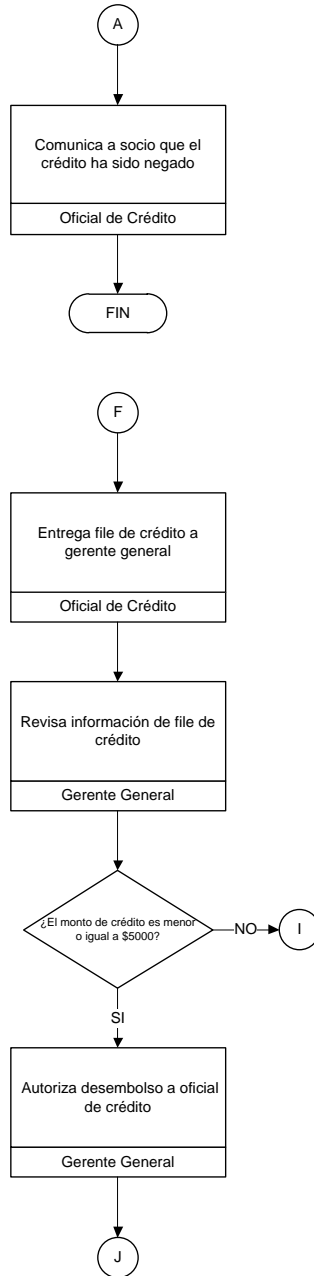 A
Comunica a socio que el
crédito ha sido negado
Oficial de Crédito
FIN
F
Entrega file de crédito a
gerente general
Oficial de Crédito
Revisa información de file de
crédito
Gerente General
¿El monto de crédito es menor
o igual a $5000?
NO
I
SI
Autoriza desembolso a oficial
de crédito
Gerente General
J